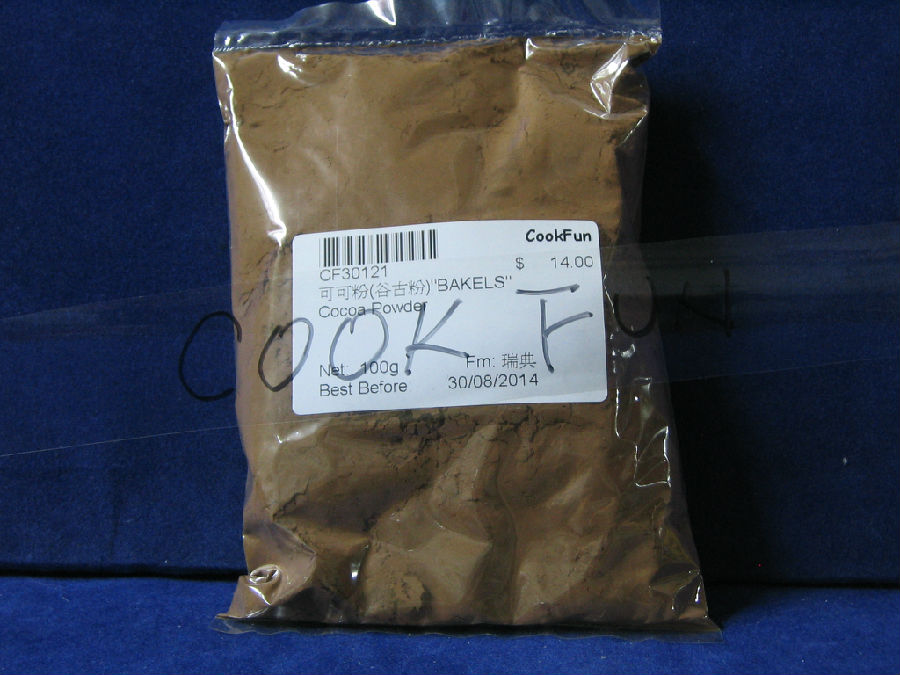 CookFun
CF30121
$ 14.00
可可粉(谷古粉)"BAKELS"
Cocoa Powder
COOK FUN
Net: 100g Fm: 瑞典
Best Before 30/08/2014